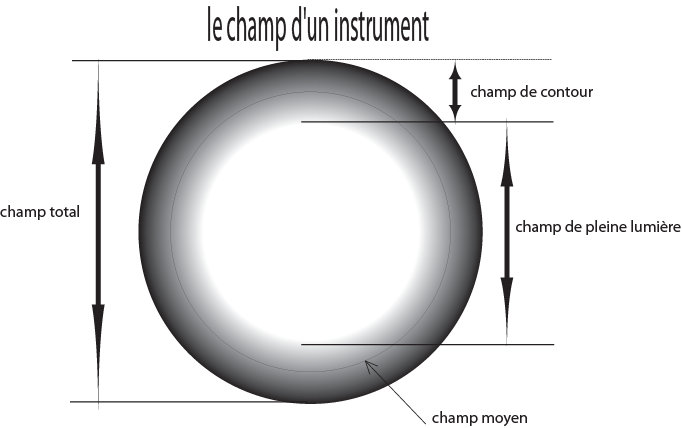 le champ d'un instrument
champ de contour
champ total
champ de pleine lumière
champ moyen